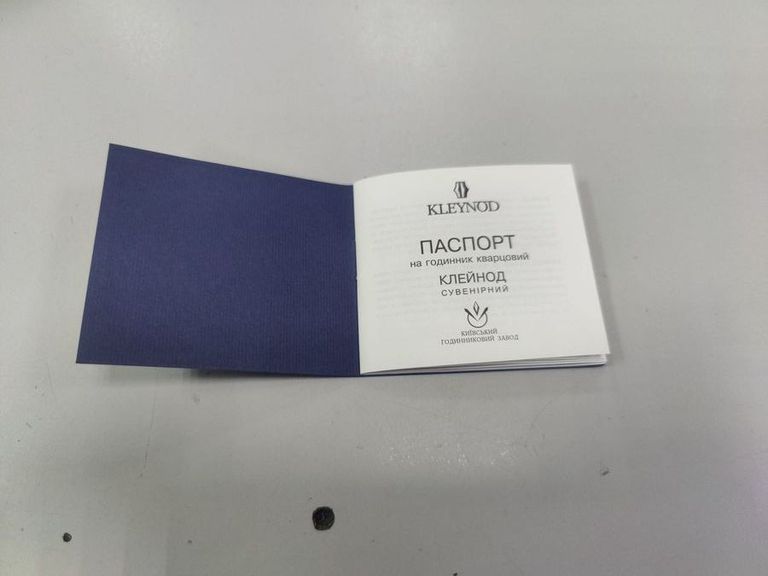 KLEYNOD
ПАСПОРТ
на годинник кварцовий
КЛЕЙНОД
СУВЕНІРНИЙ
КИЇВСЬКИЙ
ГОДИННИКОВИЙ ЗАВОД